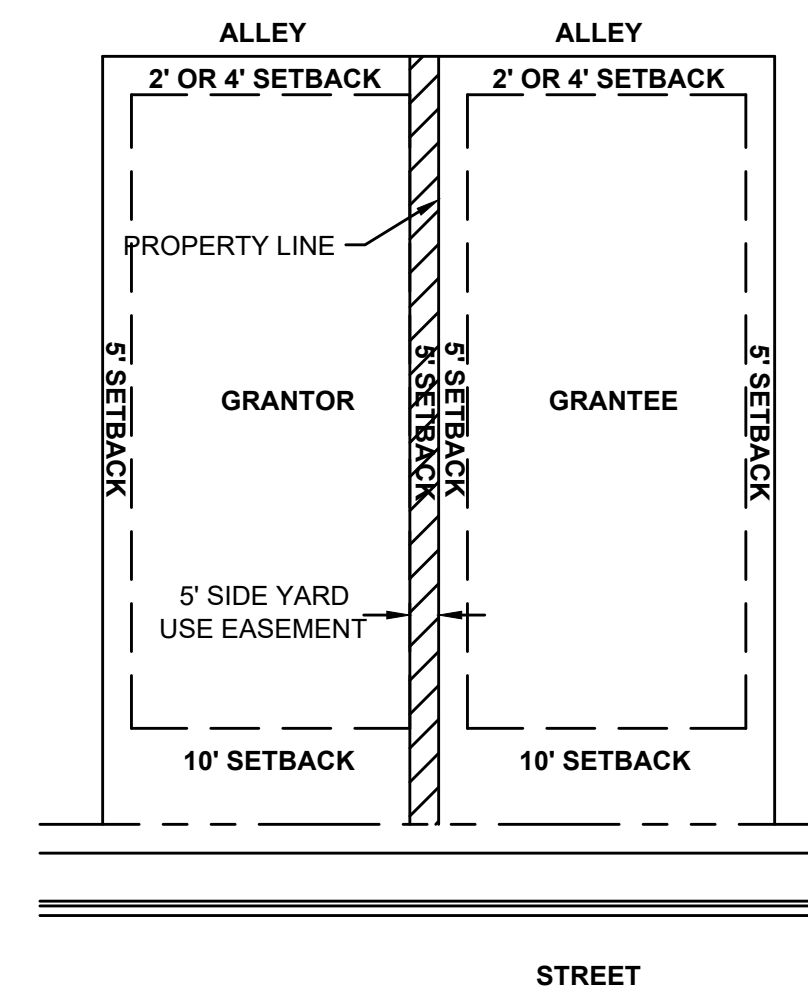 ALLEY
ALLEY
2' OR 4' SETBACK
2' OR 4' SETBACK
PROPERTY LINE
5' SETBACK
GRANTOR
5' SETBACK
5' SETBACK
GRANTEE
5' SETBACK
5' SIDE YARD
USE EASEMENT
10' SETBACK
10' SETBACK
STREET